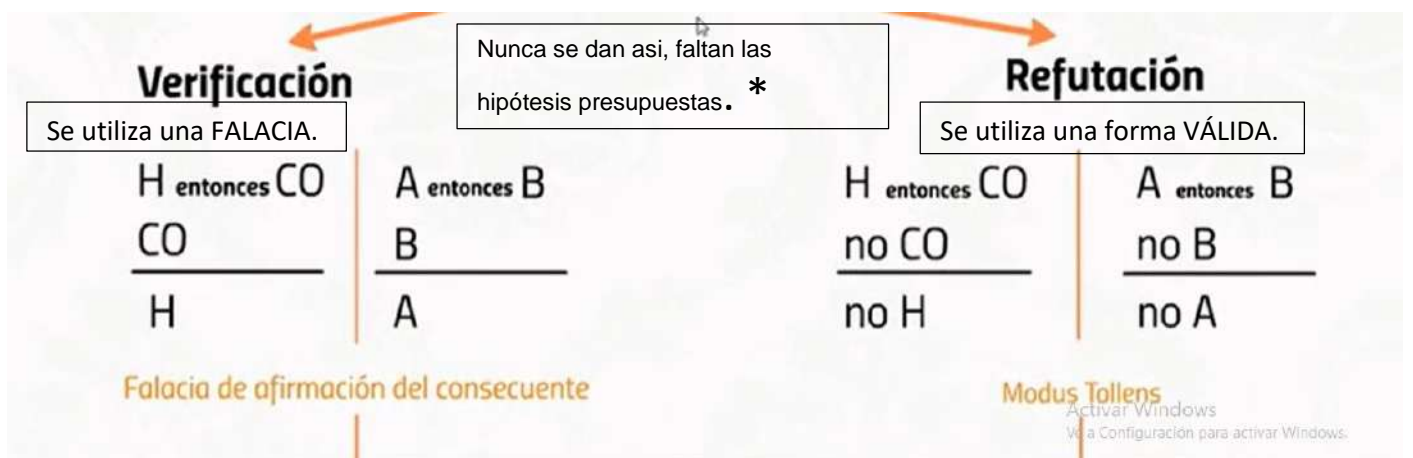 Verificación
Se utiliza una FALACIA.
Nunca se dan asi, faltan las
hipótesis presupuestas. *
Refutación
Se utiliza una forma VÁLIDA.
H entonces CO
CO
H
A entonces B
B
A
Falacia de afirmación del consecuente
H entonces CO
no CO
no H
A entonces B
no B
no A
Modus Tollens
Activar Windows
Ve a Configuración para activar Windows.